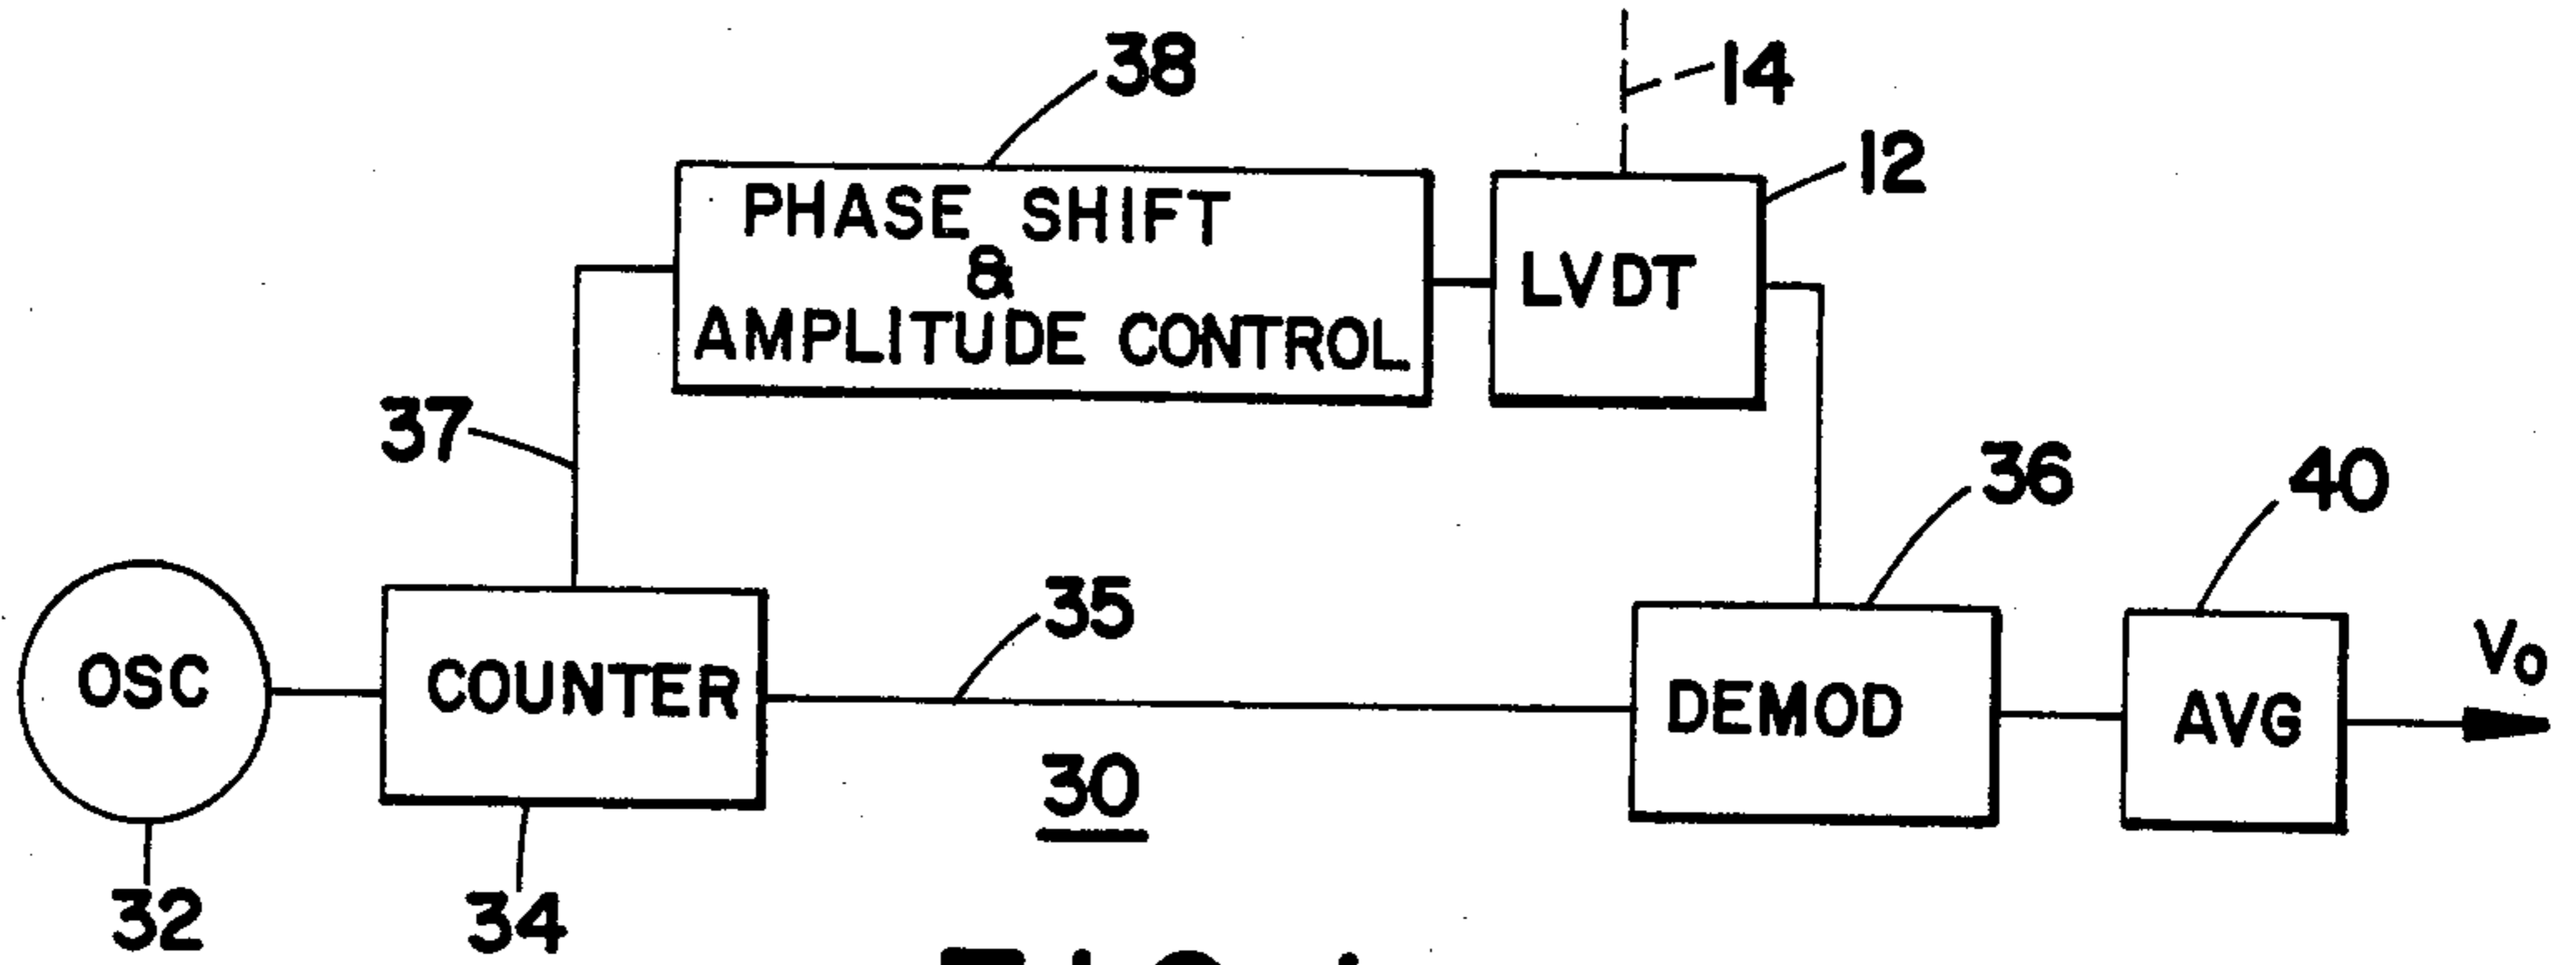 38
14
12
PHASE SHIFT
&
AMPLITUDE CONTROL
LVDT
37
36
40
35
OSC
COUNTER
DEMOD
AVG
Vo
30
32
34